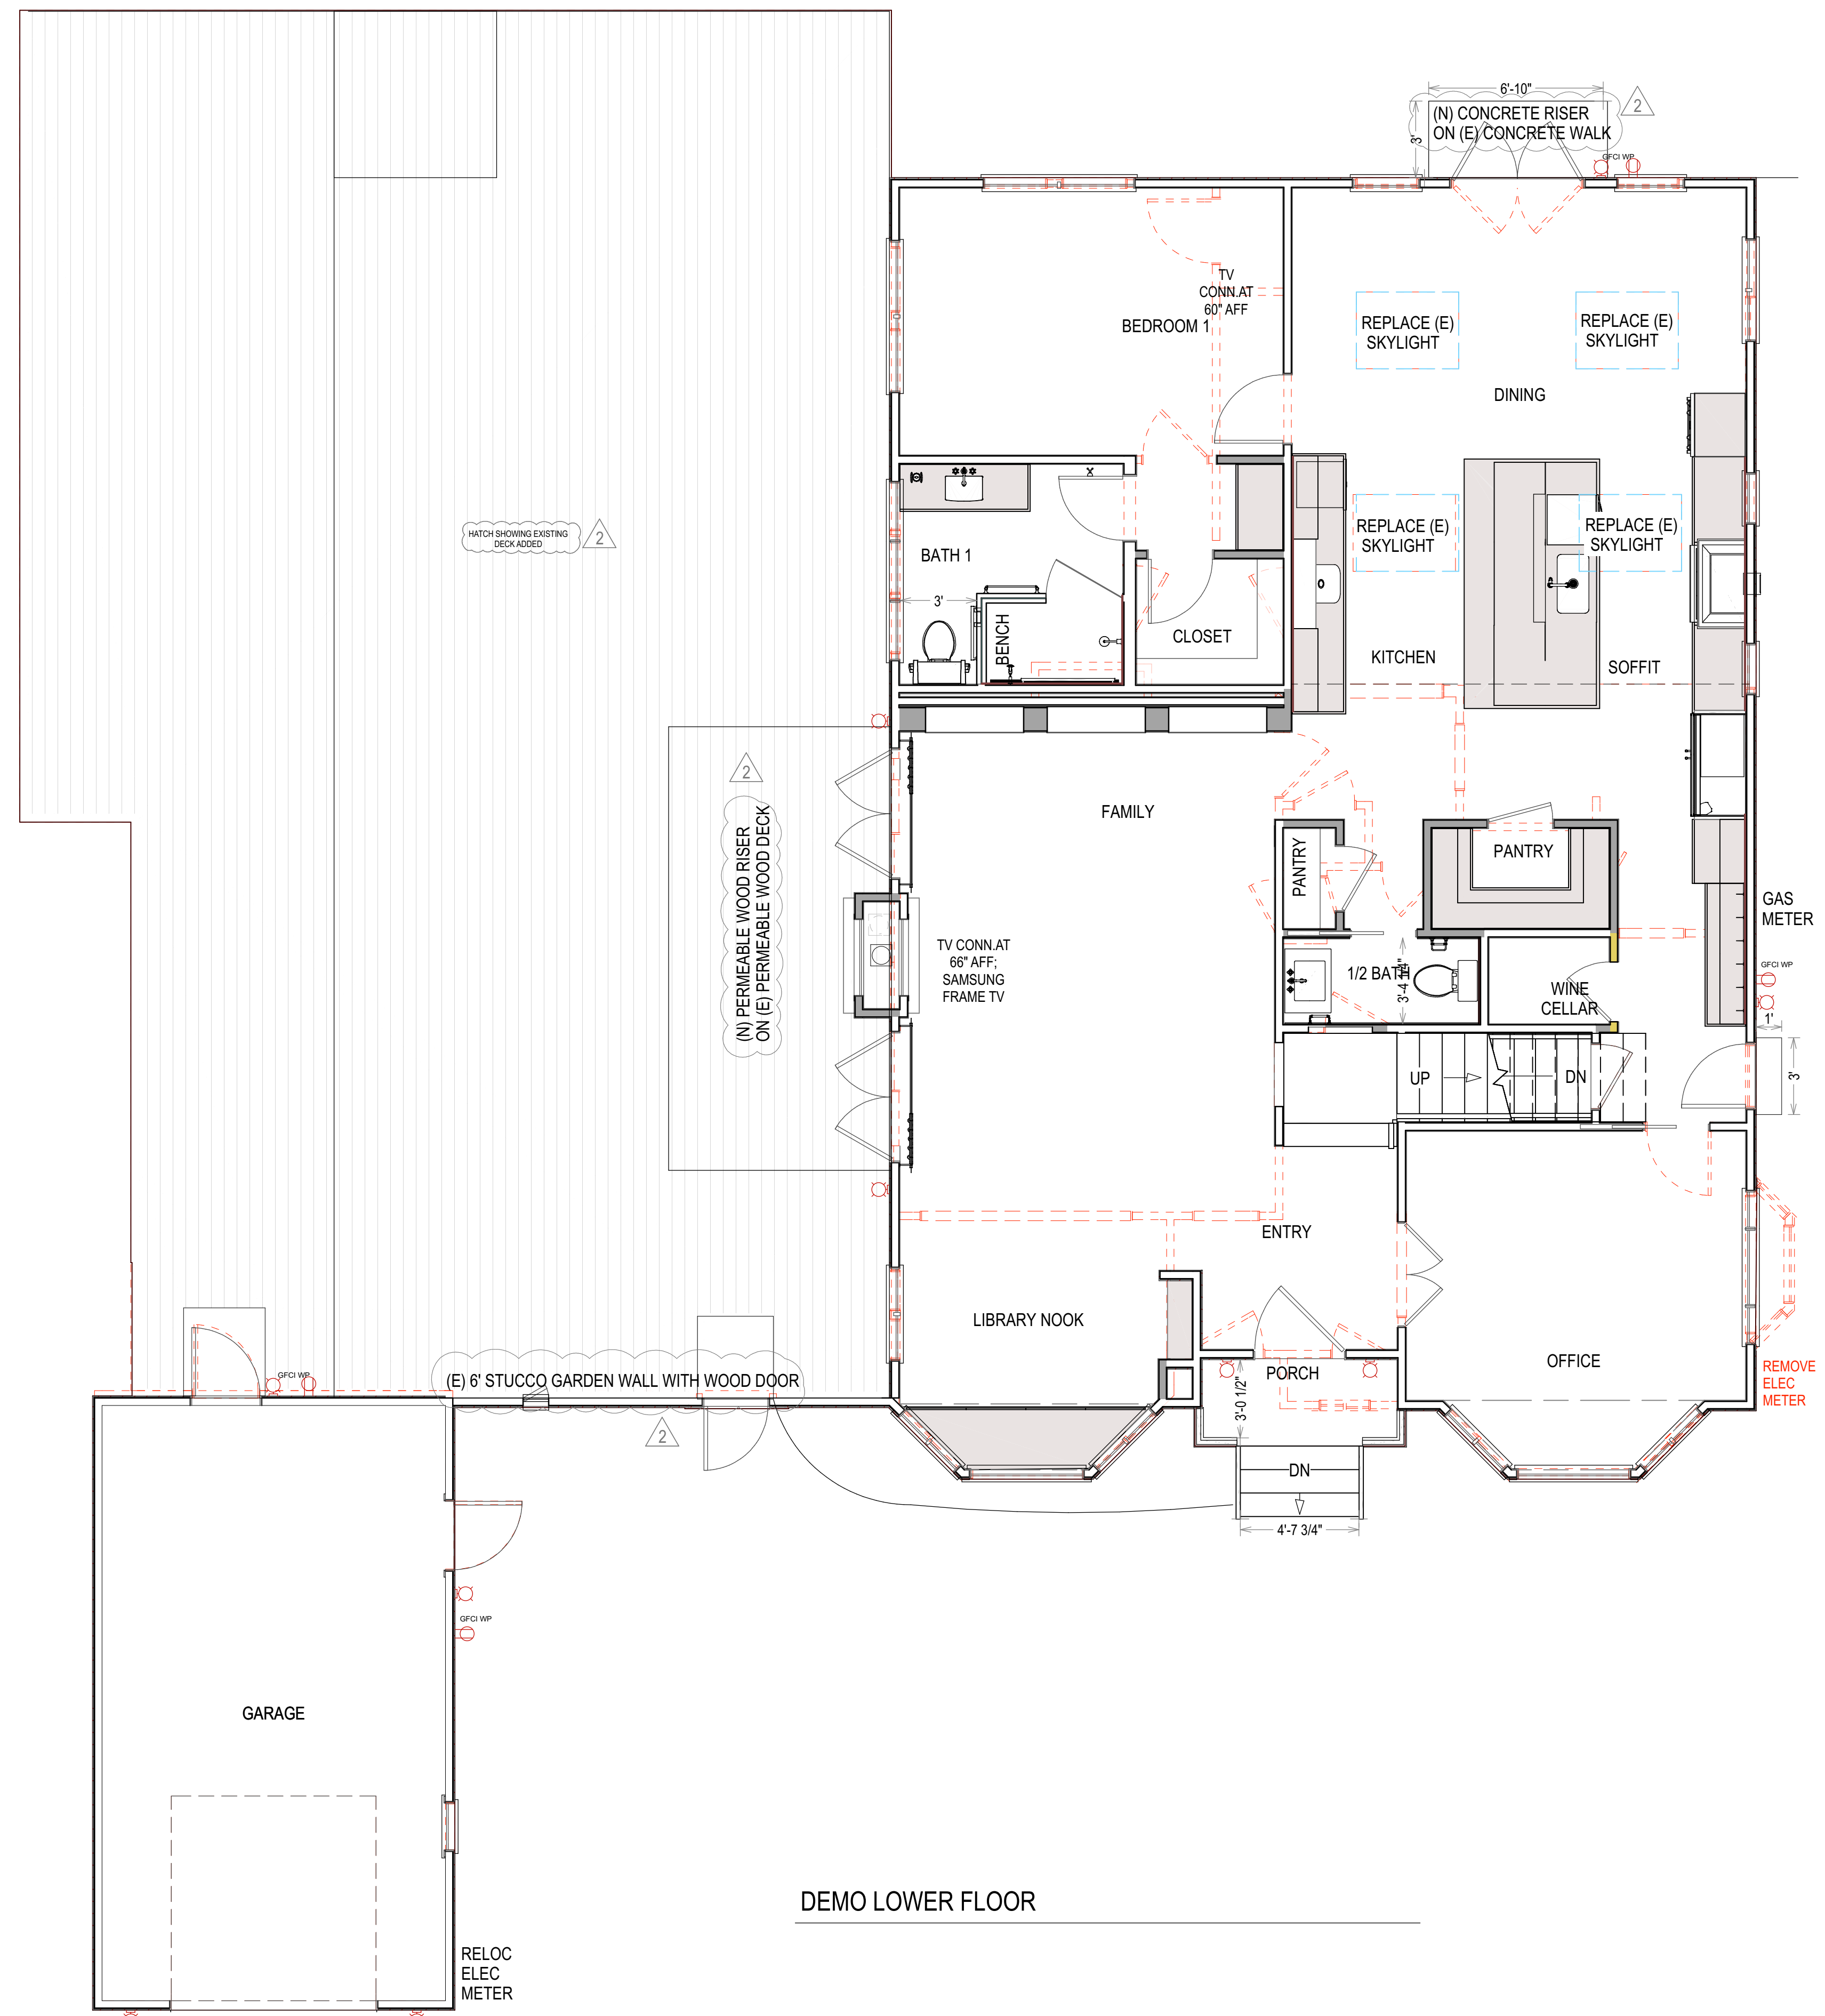 6'-10"
(N) CONCRETE RISER
ON (E) CONCRETE WALK
2
3'
GFCI WP
TV
CONN.AT
60" AFF
BEDROOM 1
REPLACE (E)
SKYLIGHT
REPLACE (E)
SKYLIGHT
DINING
HATCH SHOWING EXISTING
DECK ADDED
2
BATH 1
REPLACE (E)
SKYLIGHT
REPLACE (E)
SKYLIGHT
3'
BENCH
CLOSET
KITCHEN
SOFFIT
2
(N) PERMEABLE WOOD RISER
ON (E) PERMEABLE WOOD DECK
FAMILY
PANTRY
PANTRY
GAS
METER
TV CONN.AT
66" AFF;
SAMSUNG
FRAME TV
1/2 BATH
3'-4 1/4"
WINE
CELLAR
GFCI WP
1'
UP
DN
3'
ENTRY
LIBRARY NOOK
OFFICE
PORCH
3'-0 1/2"
REMOVE
ELEC
METER
GFCI WP
(E) 6' STUCCO GARDEN WALL WITH WOOD DOOR
2
DN
4'-7 3/4"
GFCI WP
GARAGE
DEMO LOWER FLOOR
RELOC
ELEC
METER